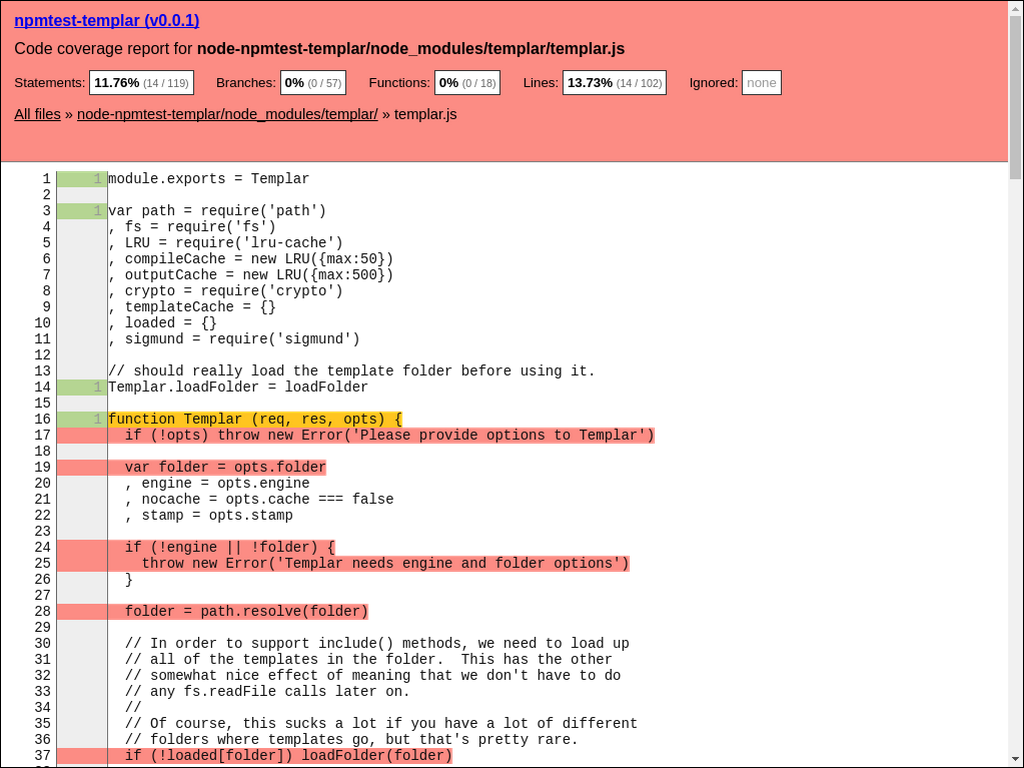 npmtest-templar (v0.0.1)
Code coverage report for node-npmtest-templar/node_modules/templar/templar.js
Statements: 11.76% (14 / 119) Branches: 0% (0 / 57) Functions: 0% (0 / 18) Lines: 13.73% (14 / 102) Ignored: none
All files » node-npmtest-templar/node_modules/templar/ » templar.js
1 1 module.exports = Templar
2
3 1 var path = require('path')
4 , fs = require('fs')
5 , LRU = require('lru-cache')
6 , compileCache = new LRU({max:50})
7 , outputCache = new LRU({max:500})
8 , crypto = require('crypto')
9 , templateCache = {}
10 , loaded = {}
11 , sigmund = require('sigmund')
12
13 // should really load the template folder before using it.
14 1 Templar.loadFolder = loadFolder
15
16 1 function Templar (req, res, opts) {
17 if (!opts) throw new Error('Please provide options to Templar')
18
19 var folder = opts.folder
20 , engine = opts.engine
21 , nocache = opts.cache === false
22 , stamp = opts.stamp
23
24 if (!engine || !folder) {
25 throw new Error('Templar needs engine and folder options')
26 }
27
28 folder = path.resolve(folder)
29
30 // In order to support include() methods, we need to load up
31 // all of the templates in the folder.  This has the other
32 // somewhat nice effect of meaning that we don't have to do
33 // any fs.readFile calls later on.
34 //
35 // Of course, this sucks a lot if you have a lot of different
36 // folders where templates go, but that's pretty rare.
37 if (!loaded[folder]) loadFolder(folder)